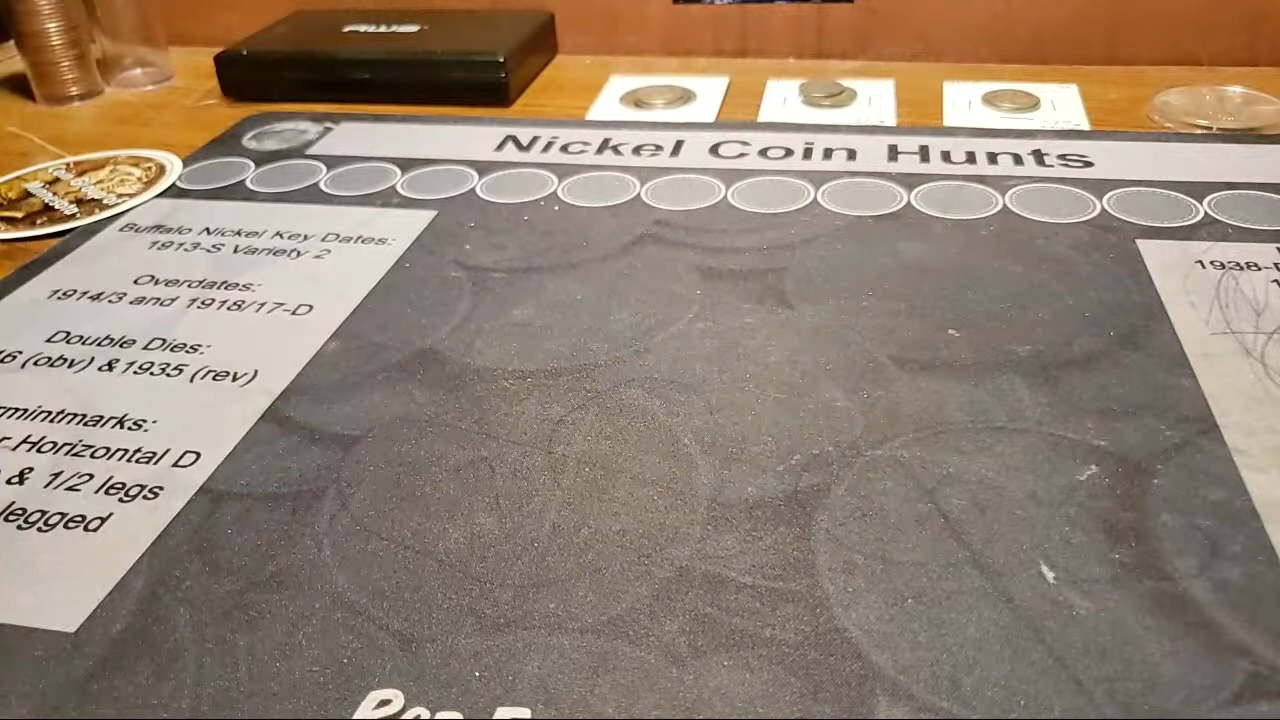 AWS
Nickel Coin Hunts
Buffalo Nickel Key Dates:
1913-S Variety 2
Overdates:
1914/3 and 1918/17-D
Double Dies:
6 (obv) &1935 (rev)
mintmarks:
Horizontal D
& 1/2 legs
legged
1938-